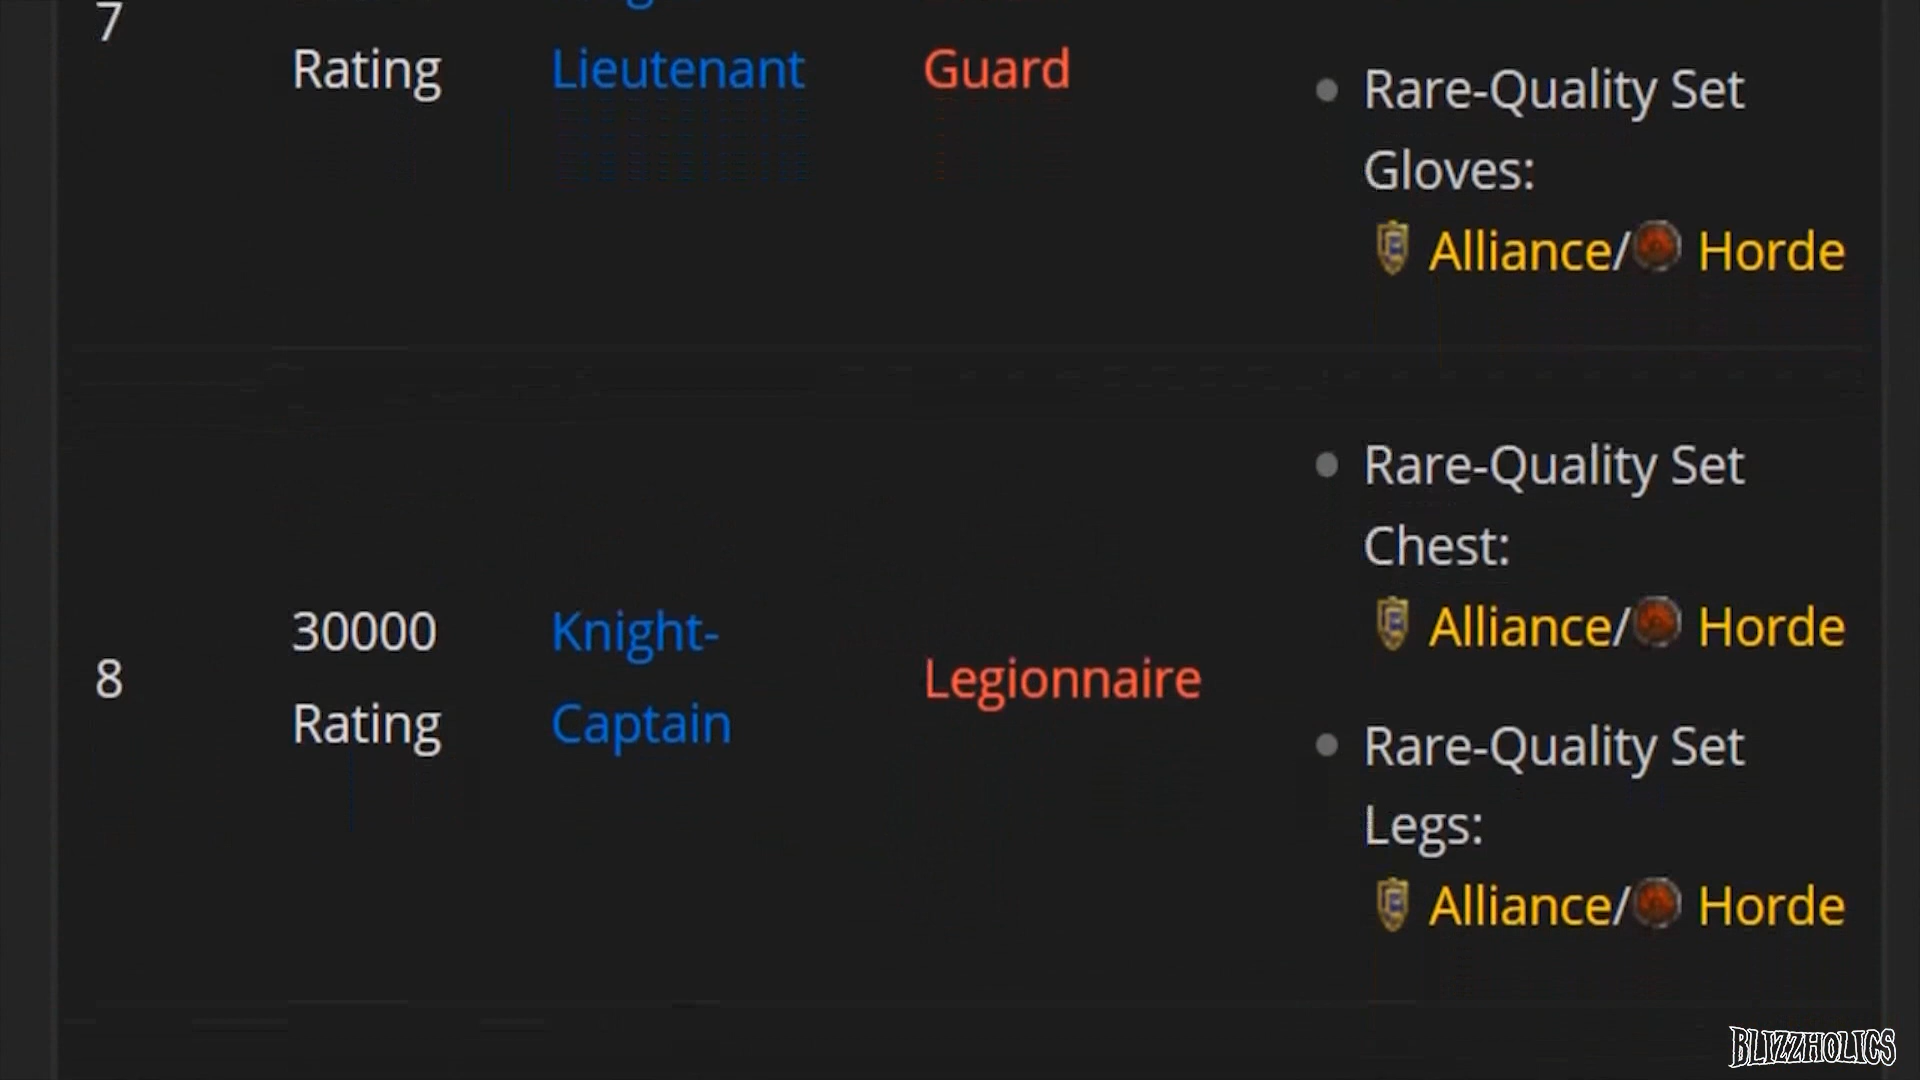 7
Rating
Lieutenant
Guard
Rare-Quality Set
Gloves:
Alliance/ Horde
8
30000
Rating
Knight-
Captain
Legionnaire
Rare-Quality Set
Chest:
Alliance/ Horde
Rare-Quality Set
Legs:
Alliance/ Horde
BLIZZHOLICS